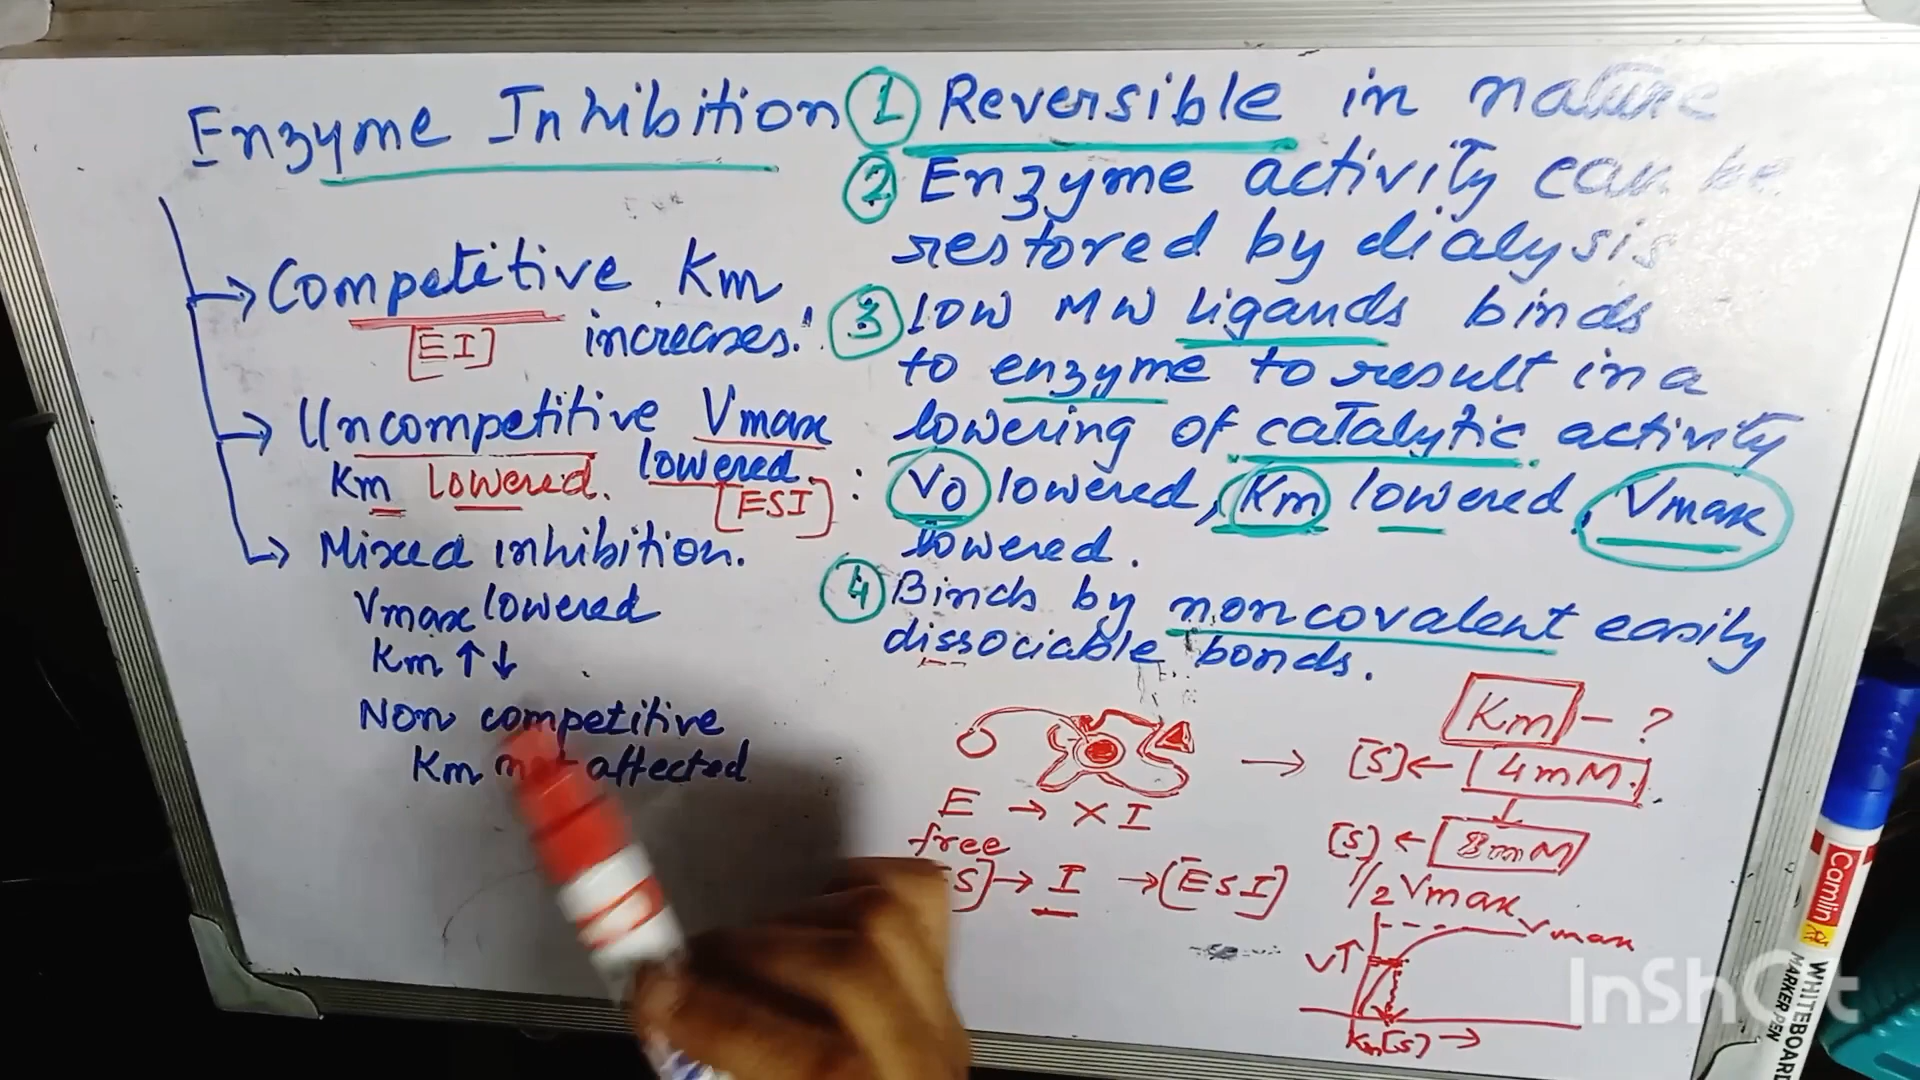 Enzyme Inhibition
→ Competitive Km
increases.
[EI]
→ Uncompetitive Vmax
Km lowered. lowered.
[ESI]
→ Mixed inhibition.
Vmax lowered
Km ↑↓
Non competitive
Km not affected
① Reversible in nature
② Enzyme activity can be
restored by dialysis
③ low MW ligands binds
to enzyme to result in a
lowering of catalytic activity
: Vo lowered, Km lowered, Vmax
lowered.
④ Binds by noncovalent easily
dissociable bonds.
Km - ?
→ [S] ← 4mM.
E → X I
free
S] → I → [ESI]
[S] ← 8mM
1/2 Vmax
Vmax
V↑
Km [S] →
InShOt
Camlin
WHITEBOARD
MARKER PEN